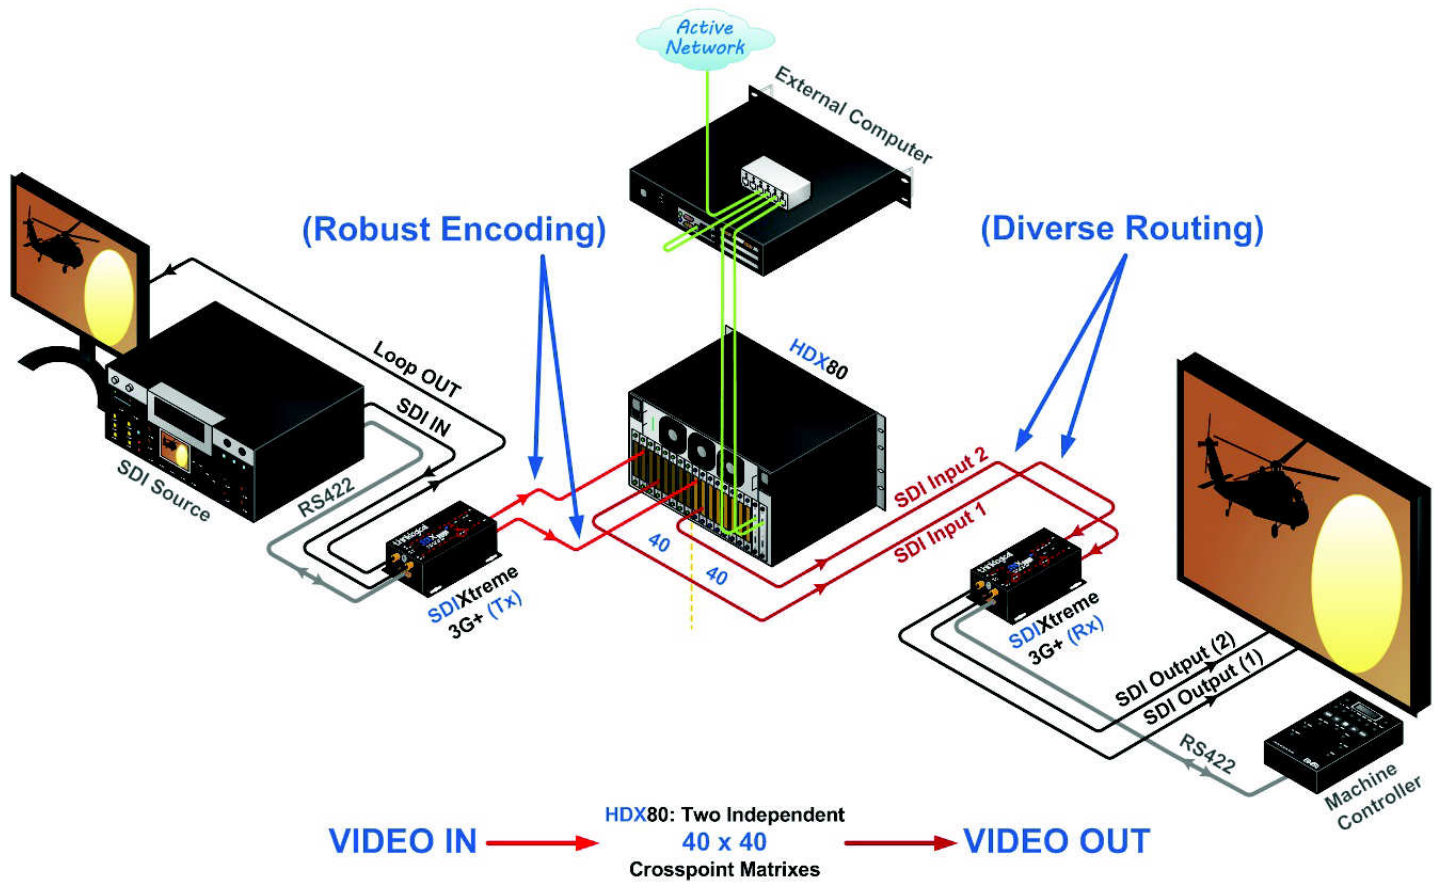 Active
Network
External Computer
(Robust Encoding)
(Diverse Routing)
HDX80
Loop OUT
SDI IN
SDI Source
RS422
SDI Input 2
SDI Input 1
40
40
SDIXtreme
3G+ (Tx)
SDIXtreme
3G+ (Rx)
SDI Output (2)
SDI Output (1)
RS422
Machine
Controller
HDX80: Two Independent
VIDEO IN
40 x 40
VIDEO OUT
Crosspoint Matrixes